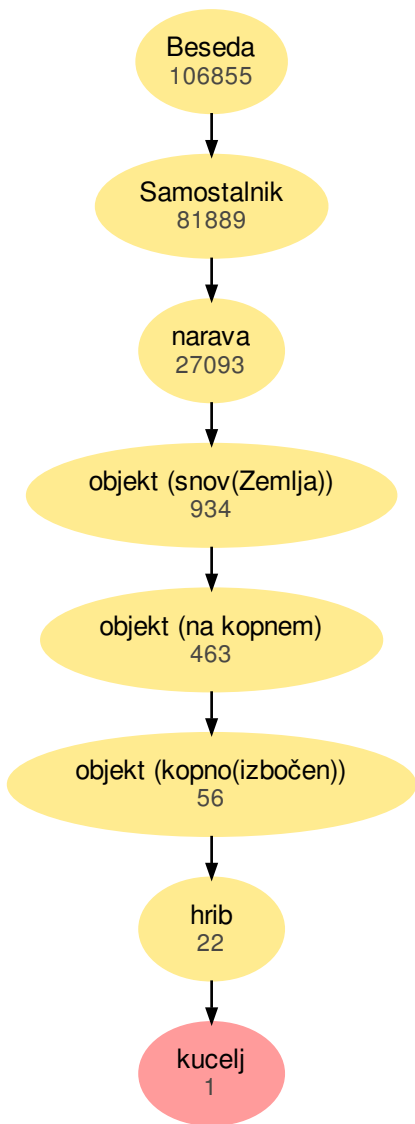 Beseda
106855
Samostalnik
81889
narava
27093
objekt (snov(Zemlja))
934
objekt (na kopnem)
463
objekt (kopno(izbočen))
56
hrib
22
kucelj
1